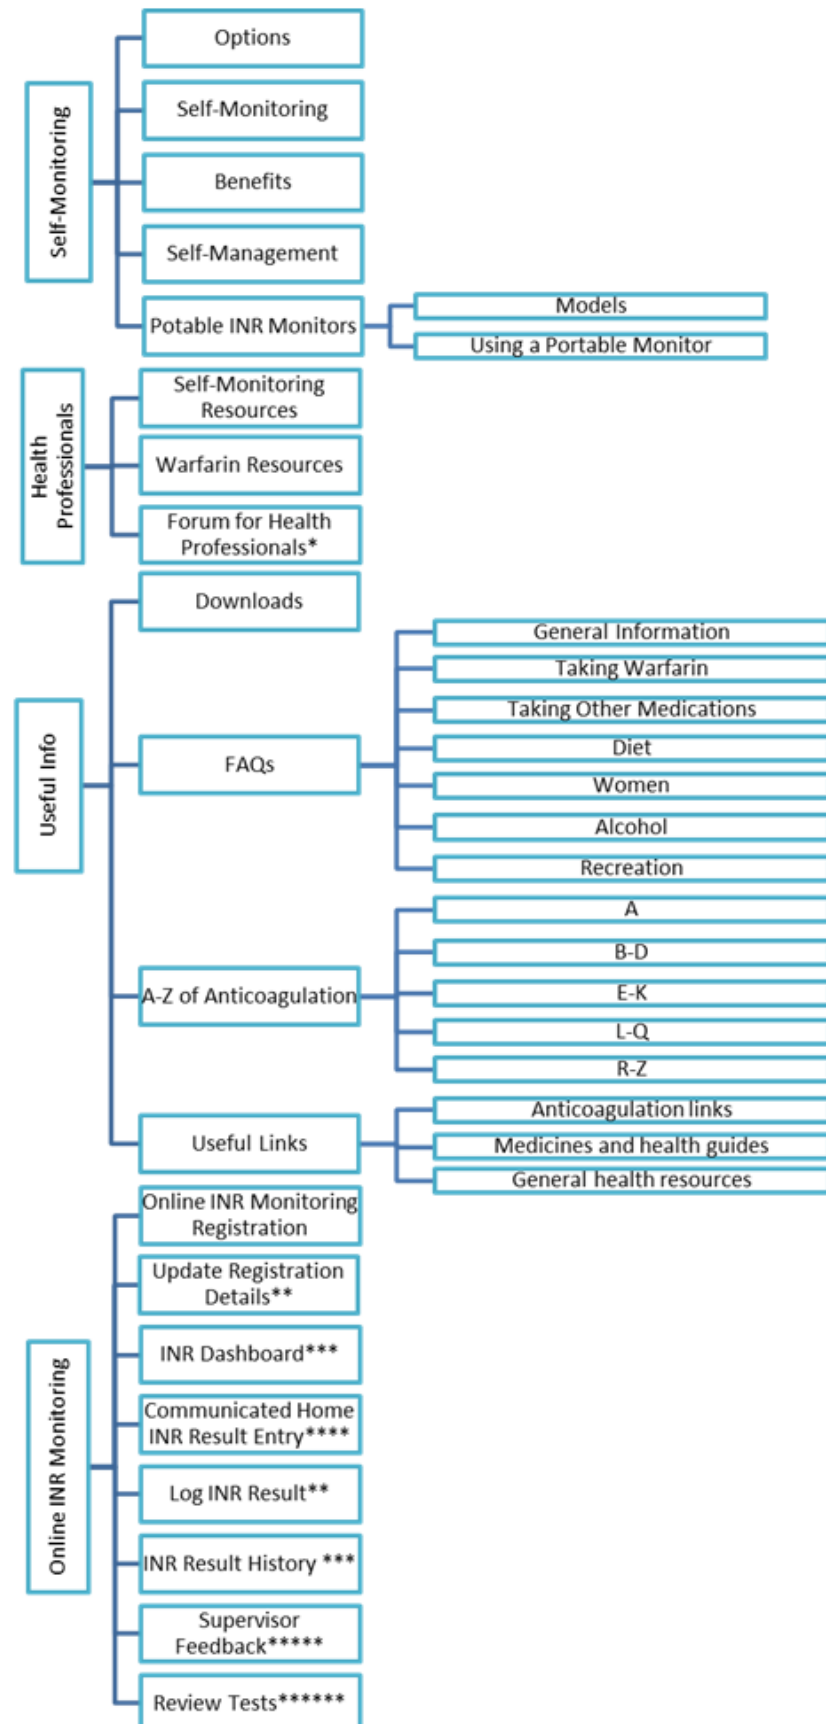 Self-Monitoring
Options
Self-Monitoring
Benefits
Self-Management
Potable INR Monitors
Models
Using a Portable Monitor
Health
Professionals
Self-Monitoring
Resources
Warfarin Resources
Forum for Health
Professionals*
Useful Info
Downloads
FAQs
General Information
Taking Warfarin
Taking Other Medications
Diet
Women
Alcohol
Recreation
A-Z of Anticoagulation
A
B-D
E-K
L-Q
R-Z
Useful Links
Anticoagulation links
Medicines and health guides
General health resources
Online INR Monitoring
Online INR Monitoring
Registration
Update Registration
Details**
INR Dashboard***
Communicated Home
INR Result Entry****
Log INR Result**
INR Result History ***
Supervisor
Feedback*****
Review Tests******